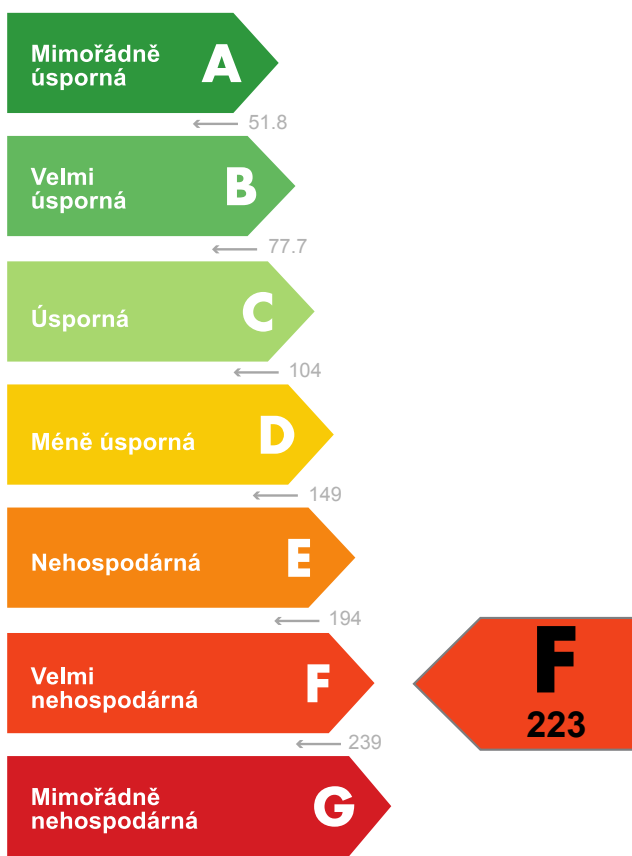 Mimořádně
úsporná
A
← 51.8
Velmi
úsporná
B
← 77.7
Úsporná
C
← 104
Méně úsporná
D
← 149
Nehospodárná
E
← 194
Velmi
nehospodárná
F
F
223
← 239
Mimořádně
nehospodárná
G